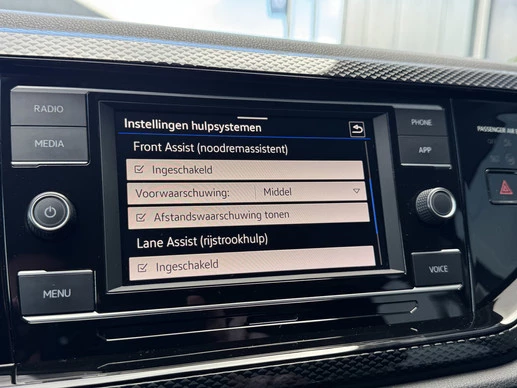 RADIO
MEDIA
MENU
Instellingen hulpsystemen
Front Assist (noodremassistent)
Ingeschakeld
Voorwaarschuwing: Middel
Afstandswaarschuwing tonen
Lane Assist (rijstrookhulp)
Ingeschakeld
PHONE
APP
VOICE
PASSENGER AIR